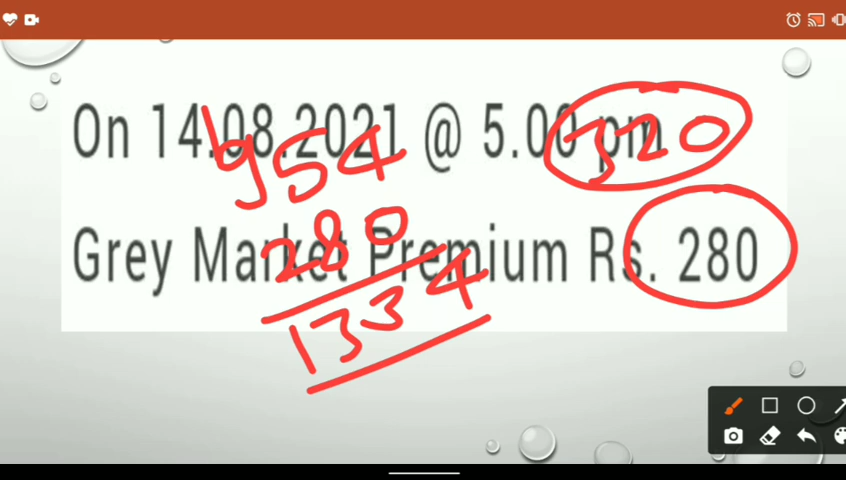 On 14.08.2021 @ 5.00 pm
320
954
Grey Market Premium Rs. 280
280
1334